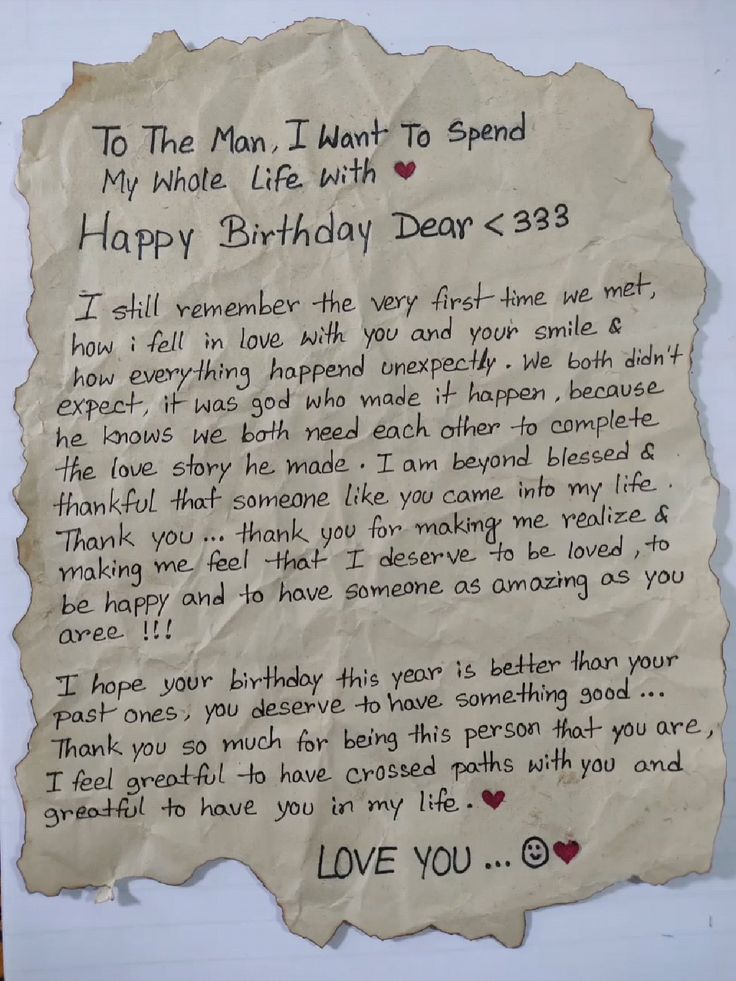 To The Man, I Want To Spend
My Whole Life With ♥
Happy Birthday Dear <333
I still remember the very first time we met,
how i fell in love with you and your smile &
how everything happend unexpectly. We both didn't
expect, it was god who made it happen, because
he knows we both need each other to complete
the love story he made. I am beyond blessed &
thankful that someone like you came into my life.
Thank you... thank you for making me realize &
making me feel that I deserve to be loved, to
be happy and to have someone as amazing as you
aree !!!
I hope your birthday this year is better than your
past ones, you deserve to have something good...
Thank you so much for being this person that you are,
I feel greatful to have crossed paths with you and
greatful to have you in my life. ♥
LOVE YOU ... ☺♥